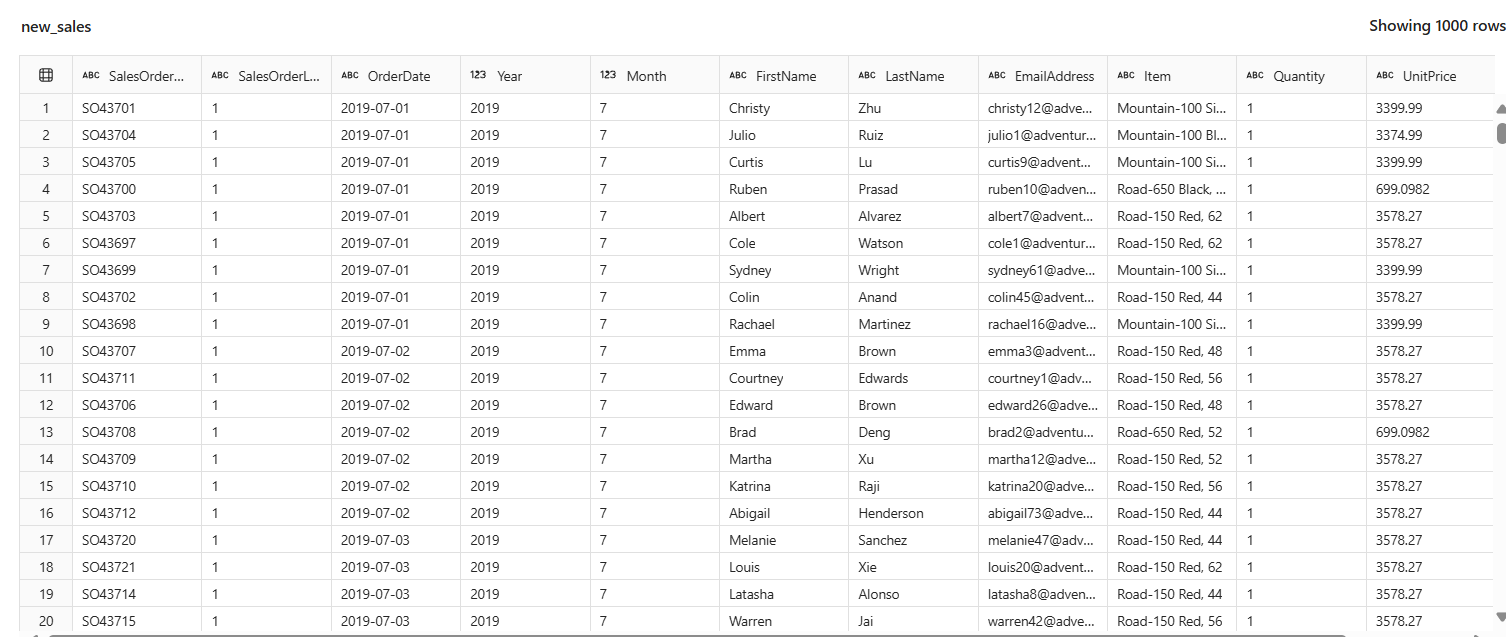 new_sales Showing 1000 rows
ABC SalesOrder... ABC SalesOrderL... ABC OrderDate 123 Year 123 Month ABC FirstName ABC LastName ABC EmailAddress ABC Item ABC Quantity ABC UnitPrice
1 SO43701 1 2019-07-01 2019 7 Christy Zhu christy12@adve... Mountain-100 Si... 1 3399.99
2 SO43704 1 2019-07-01 2019 7 Julio Ruiz julio1@adventur... Mountain-100 Bl... 1 3374.99
3 SO43705 1 2019-07-01 2019 7 Curtis Lu curtis9@advent... Mountain-100 Si... 1 3399.99
4 SO43700 1 2019-07-01 2019 7 Ruben Prasad ruben10@adven... Road-650 Black, ... 1 699.0982
5 SO43703 1 2019-07-01 2019 7 Albert Alvarez albert7@advent... Road-150 Red, 62 1 3578.27
6 SO43697 1 2019-07-01 2019 7 Cole Watson cole1@adventur... Road-150 Red, 62 1 3578.27
7 SO43699 1 2019-07-01 2019 7 Sydney Wright sydney61@adve... Mountain-100 Si... 1 3399.99
8 SO43702 1 2019-07-01 2019 7 Colin Anand colin45@advent... Road-150 Red, 44 1 3578.27
9 SO43698 1 2019-07-01 2019 7 Rachael Martinez rachael16@adve... Mountain-100 Si... 1 3399.99
10 SO43707 1 2019-07-02 2019 7 Emma Brown emma3@advent... Road-150 Red, 48 1 3578.27
11 SO43711 1 2019-07-02 2019 7 Courtney Edwards courtney1@adv... Road-150 Red, 56 1 3578.27
12 SO43706 1 2019-07-02 2019 7 Edward Brown edward26@adve... Road-150 Red, 48 1 3578.27
13 SO43708 1 2019-07-02 2019 7 Brad Deng brad2@adventu... Road-650 Red, 52 1 699.0982
14 SO43709 1 2019-07-02 2019 7 Martha Xu martha12@adve... Road-150 Red, 52 1 3578.27
15 SO43710 1 2019-07-02 2019 7 Katrina Raji katrina20@adve... Road-150 Red, 56 1 3578.27
16 SO43712 1 2019-07-02 2019 7 Abigail Henderson abigail73@adve... Road-150 Red, 44 1 3578.27
17 SO43720 1 2019-07-03 2019 7 Melanie Sanchez melanie47@adv... Road-150 Red, 44 1 3578.27
18 SO43721 1 2019-07-03 2019 7 Louis Xie louis20@advent... Road-150 Red, 62 1 3578.27
19 SO43714 1 2019-07-03 2019 7 Latasha Alonso latasha8@adven... Road-150 Red, 44 1 3578.27
20 SO43715 1 2019-07-03 2019 7 Warren Jai warren42@adve... Road-150 Red, 56 1 3578.27